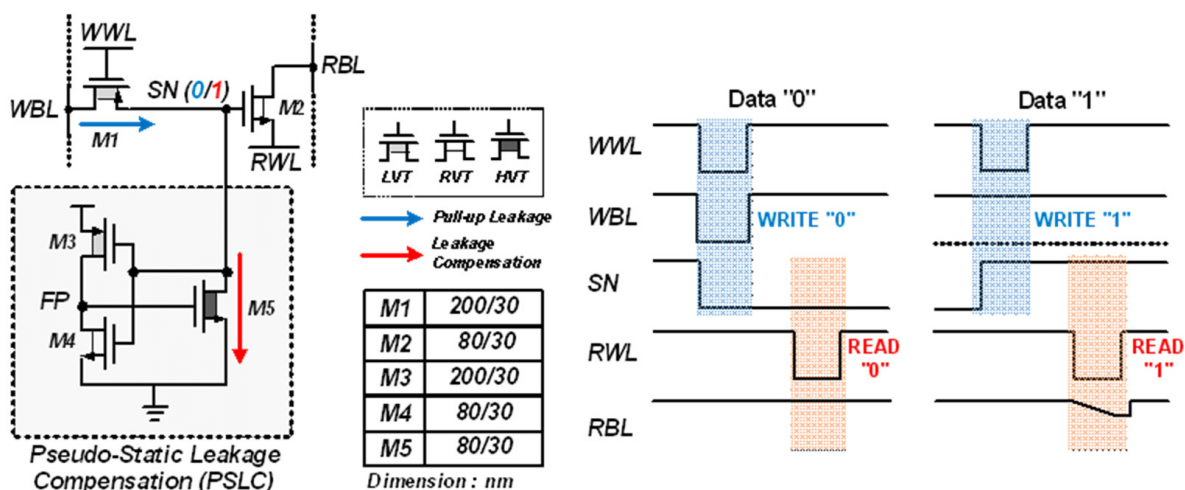 WWL
RBL
SN (0/1)
WBL
M1
M2
RWL
M3
FP
M4
M5
Pseudo-Static Leakage
Compensation (PSLC)
LVT RVT HVT
Pull-up Leakage
Leakage
Compensation
M1 200/30
M2 80/30
M3 200/30
M4 80/30
M5 80/30
Dimension : nm
Data "0" Data "1"
WWL
WBL
WRITE "0" WRITE "1"
SN
RWL
READ
"0"
READ
"1"
RBL